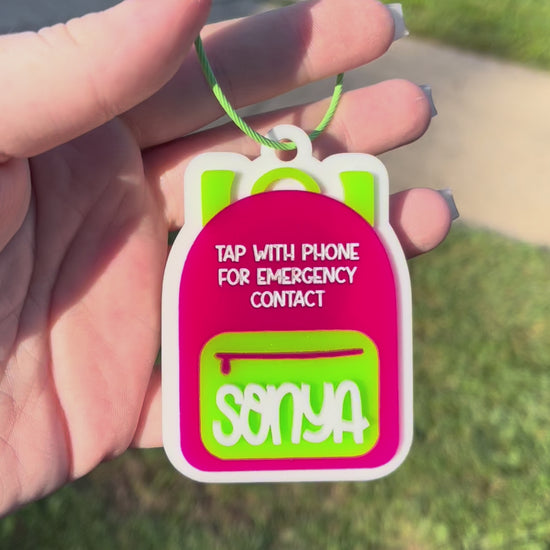 TAP WITH PHONE
FOR EMERGENCY
CONTACT
SONYA